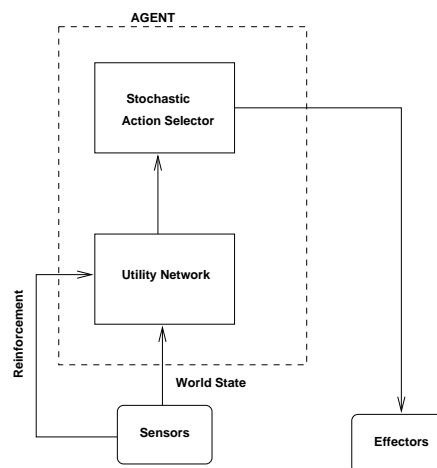 AGENT
Stochastic
Action Selector
Utility Network
Reinforcement
World State
Sensors
Effectors